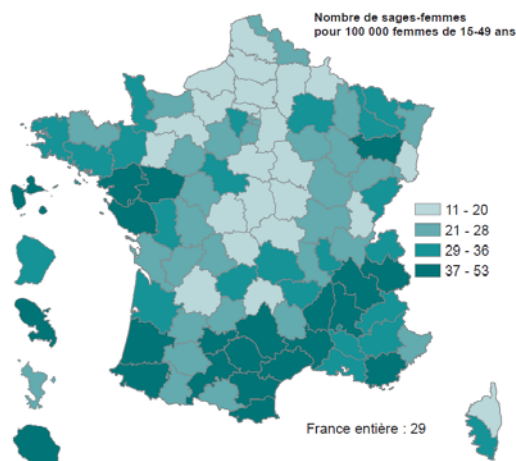 Nombre de sages-femmes
pour 100 000 femmes de 15-49 ans
11 - 20
21 - 28
29 - 36
37 - 53
France entière : 29